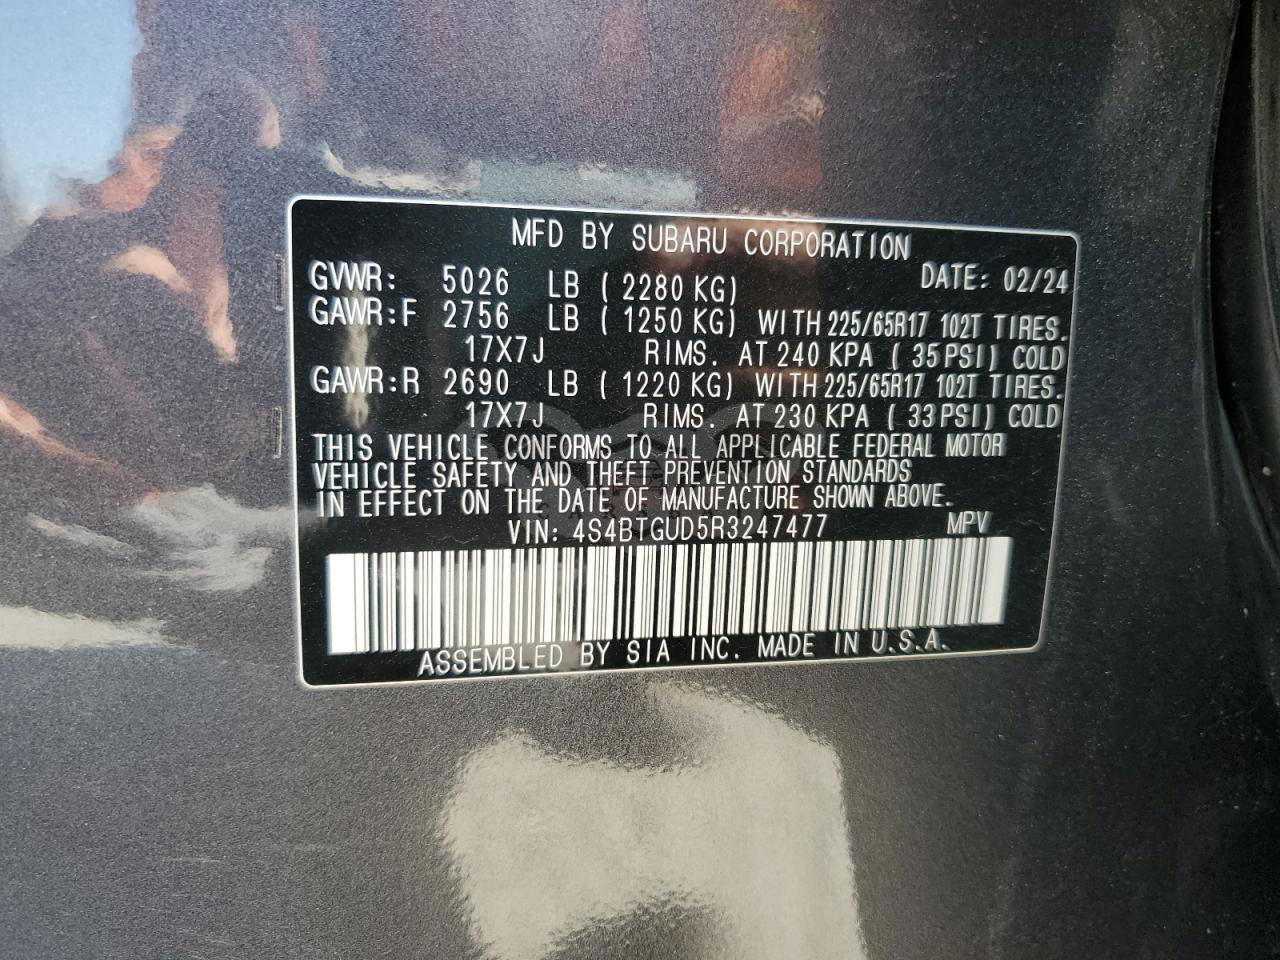 MFD BY SUBARU CORPORATION
GVWR: 5026 LB ( 2280 KG) DATE: 02/24
GAWR:F 2756 LB ( 1250 KG) WITH 225/65R17 102T TIRES.
17X7J RIMS. AT 240 KPA ( 35 PSI) COLD
GAWR:R 2690 LB ( 1220 KG) WITH 225/65R17 102T TIRES.
17X7J RIMS. AT 230 KPA ( 33 PSI) COLD
THIS VEHICLE CONFORMS TO ALL APPLICABLE FEDERAL MOTOR
VEHICLE SAFETY AND THEFT PREVENTION STANDARDS
IN EFFECT ON THE DATE OF MANUFACTURE SHOWN ABOVE.
VIN: 4S4BTGUD5R3247477 MPV
ASSEMBLED BY SIA INC. MADE IN U.S.A.